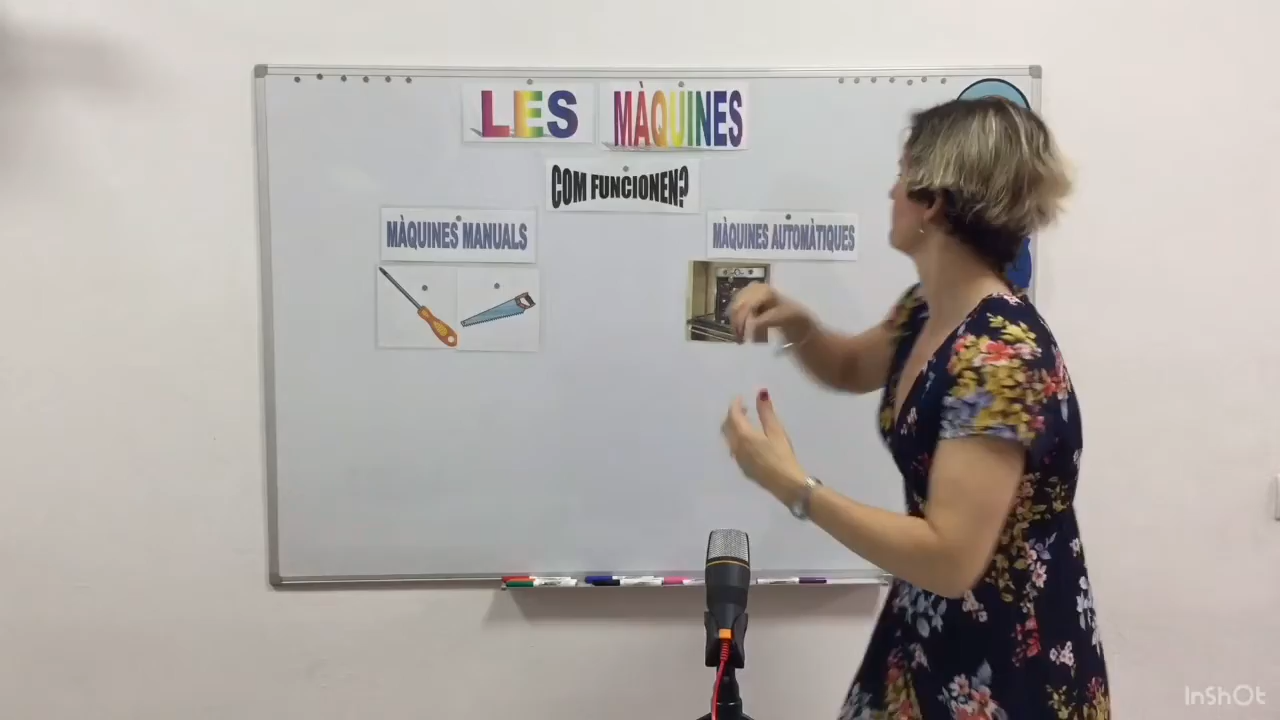 LES MÀQUINES
COM FUNCIONEN?
MÀQUINES MANUALS
MÀQUINES AUTOMÀTIQUES
InShOt